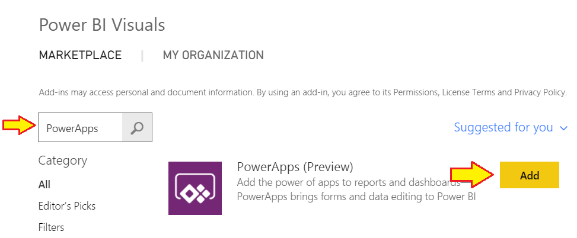 Power BI Visuals
MARKETPLACE | MY ORGANIZATION
Add-ins may access personal and document information. By using an add-in, you agree to its Permissions, License Terms and Privacy Policy.
PowerApps
Suggested for you
Category
All
Editor's Picks
Filters
PowerApps (Preview)
Add the power of apps to reports and dashboards
PowerApps brings forms and data editing to Power BI
Add